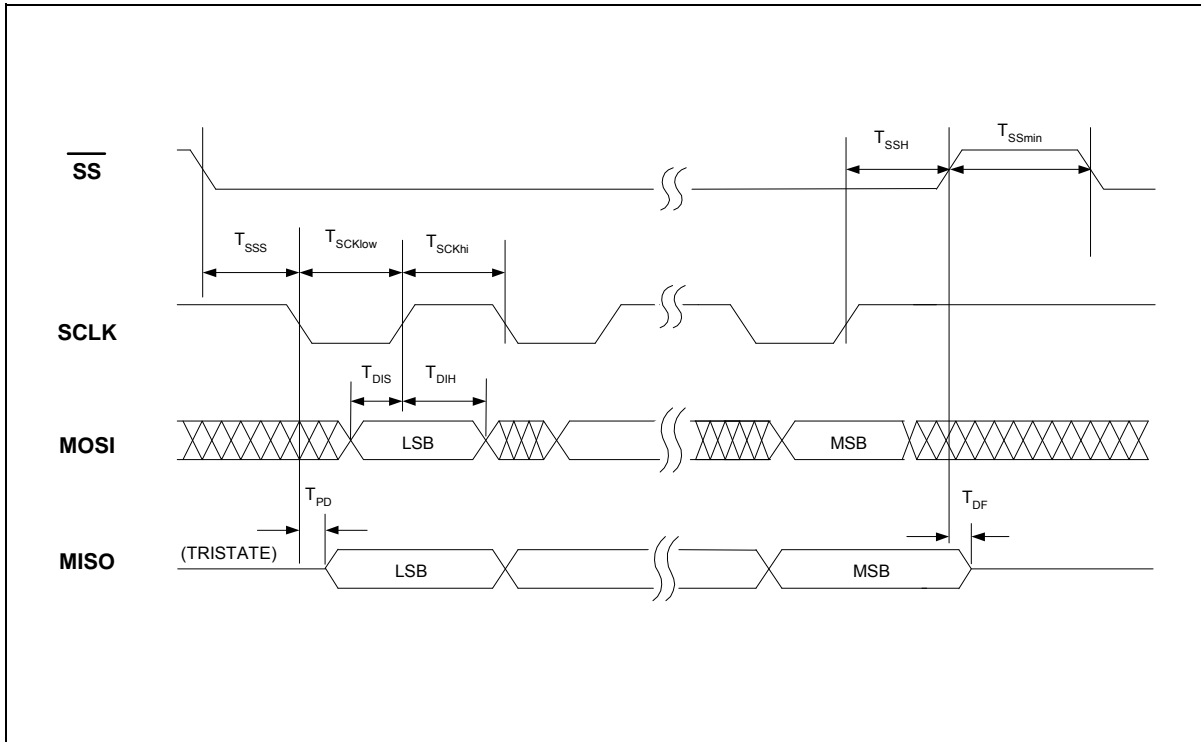 T_SSH
T_SSmin
SS
T_SSS
T_SCKlow
T_SCKhi
SCLK
T_DIS
T_DIH
MOSI
LSB
MSB
T_PD
T_DF
(TRISTATE)
MISO
LSB
MSB